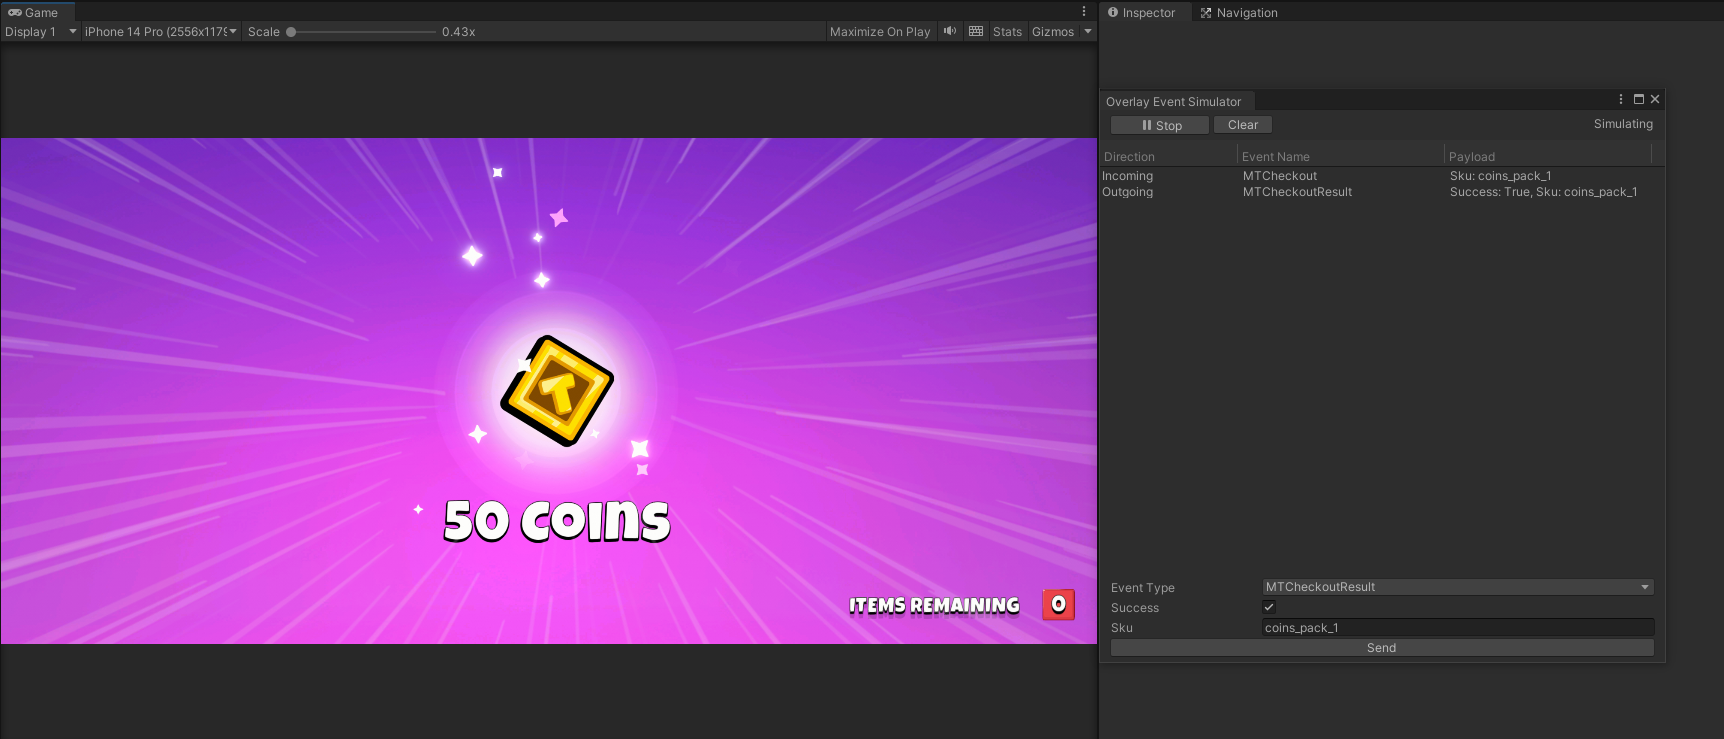 Game
Display 1
iPhone 14 Pro (2556x1179
Scale
0.43x
Maximize On Play
Stats
Gizmos
Inspector
Navigation
50 coins
ITEMS REMAINING
0
Overlay Event Simulator
Stop
Clear
Simulating
Direction Event Name Payload
Incoming MTCheckout Sku: coins_pack_1
Outgoing MTCheckoutResult Success: True, Sku: coins_pack_1
Event Type MTCheckoutResult
Success
Sku coins_pack_1
Send